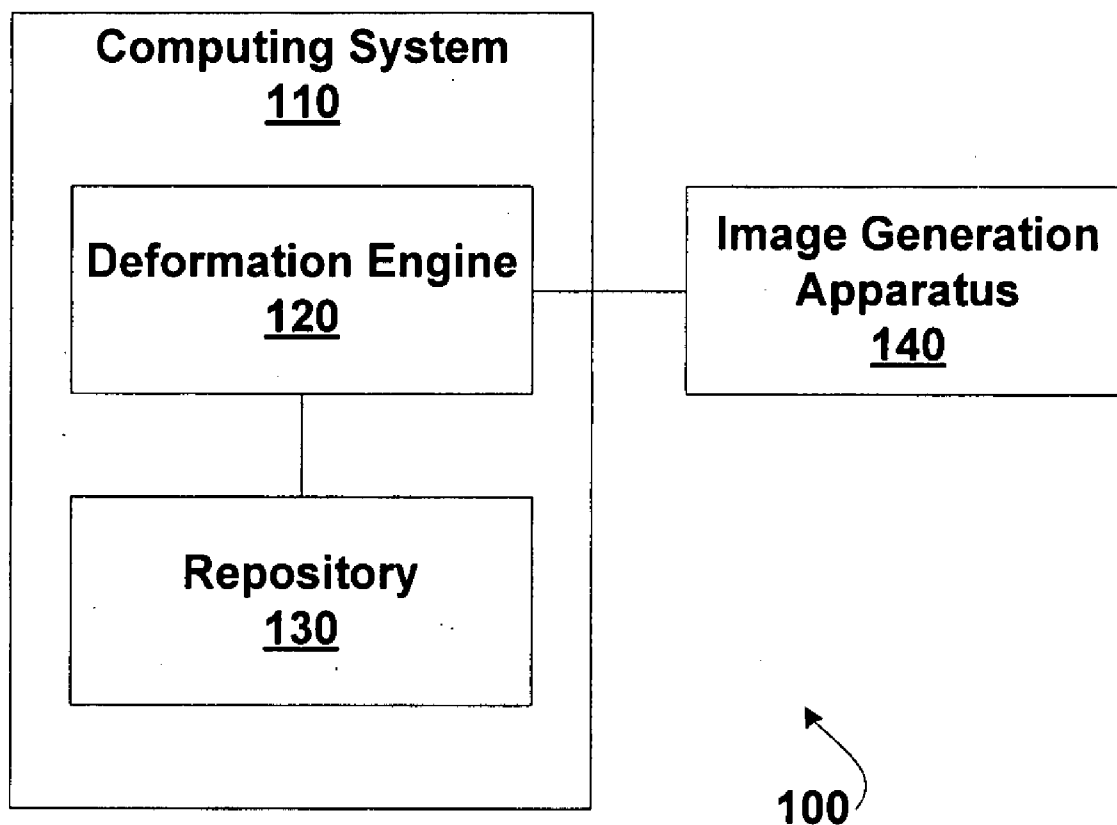 Computing System
110
Deformation Engine
120
Image Generation
Apparatus
140
Repository
130
100